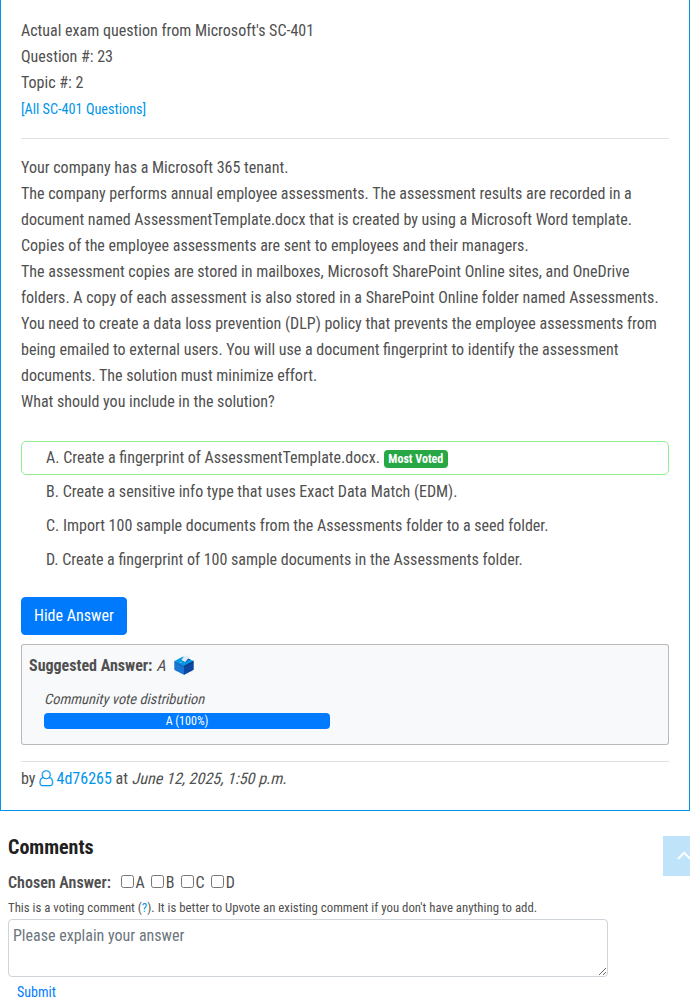 Actual exam question from Microsoft's SC-401
Question #: 23
Topic #: 2
[All SC-401 Questions]
Your company has a Microsoft 365 tenant.
The company performs annual employee assessments. The assessment results are recorded in a
document named AssessmentTemplate.docx that is created by using a Microsoft Word template.
Copies of the employee assessments are sent to employees and their managers.
The assessment copies are stored in mailboxes, Microsoft SharePoint Online sites, and OneDrive
folders. A copy of each assessment is also stored in a SharePoint Online folder named Assessments.
You need to create a data loss prevention (DLP) policy that prevents the employee assessments from
being emailed to external users. You will use a document fingerprint to identify the assessment
documents. The solution must minimize effort.
What should you include in the solution?
A. Create a fingerprint of AssessmentTemplate.docx. Most Voted
B. Create a sensitive info type that uses Exact Data Match (EDM).
C. Import 100 sample documents from the Assessments folder to a seed folder.
D. Create a fingerprint of 100 sample documents in the Assessments folder.
Hide Answer
Suggested Answer: A
Community vote distribution
A (100%)
by 4d76265 at June 12, 2025, 1:50 p.m.
Comments
Chosen Answer: A B C D
This is a voting comment (?). It is better to Upvote an existing comment if you don't have anything to add.
Please explain your answer
Submit